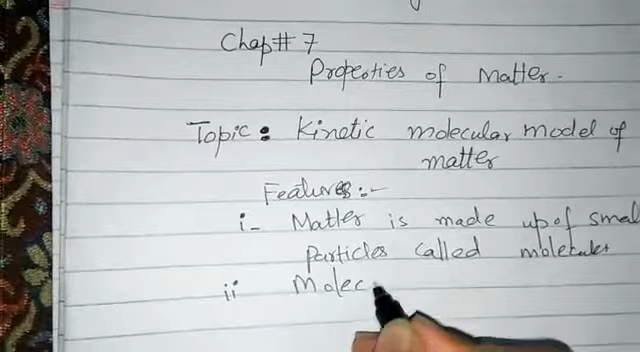 Chap# 7
Properties of Matter.
Topic: Kinetic molecular model of
matter
Features:-
i- Matter is made up of small
particles called molecules
ii Molec